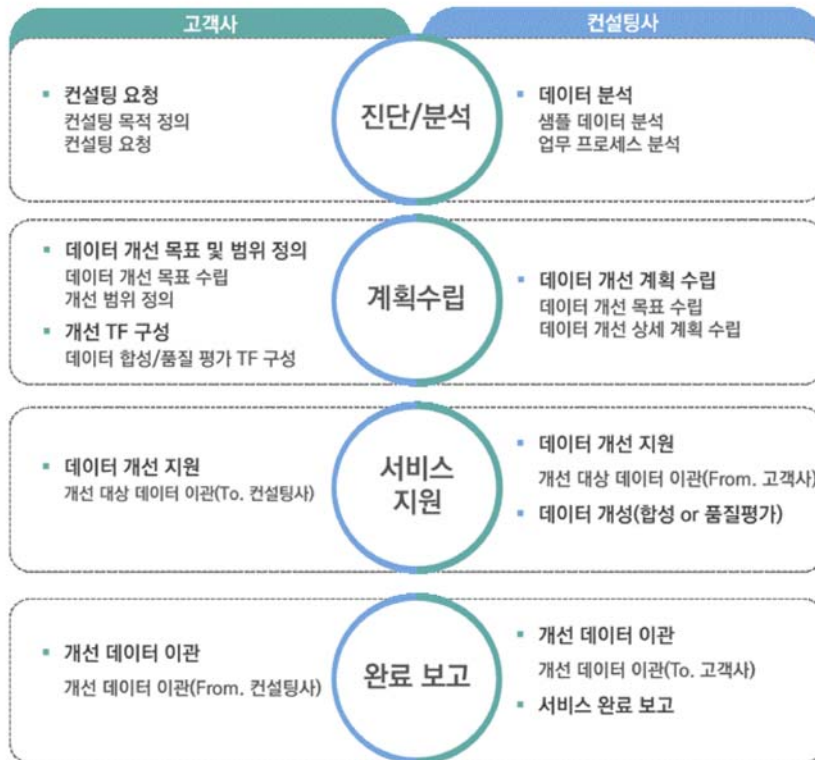 고객사
컨설팅사
진단/분석
컨설팅 요청
컨설팅 목적 정의
컨설팅 요청
데이터 분석
샘플 데이터 분석
업무 프로세스 분석
계획수립
데이터 개선 목표 및 범위 정의
데이터 개선 목표 수립
개선 범위 정의
개선 TF 구성
데이터 합성/품질 평가 TF 구성
데이터 개선 계획 수립
데이터 개선 목표 수립
데이터 개선 상세 계획 수립
서비스
지원
데이터 개선 지원
개선 대상 데이터 이관(To. 컨설팅사)
데이터 개선 지원
개선 대상 데이터 이관(From. 고객사)
데이터 개성(합성 or 품질평가)
완료 보고
개선 데이터 이관
개선 데이터 이관(From. 컨설팅사)
개선 데이터 이관
개선 데이터 이관(To. 고객사)
서비스 완료 보고